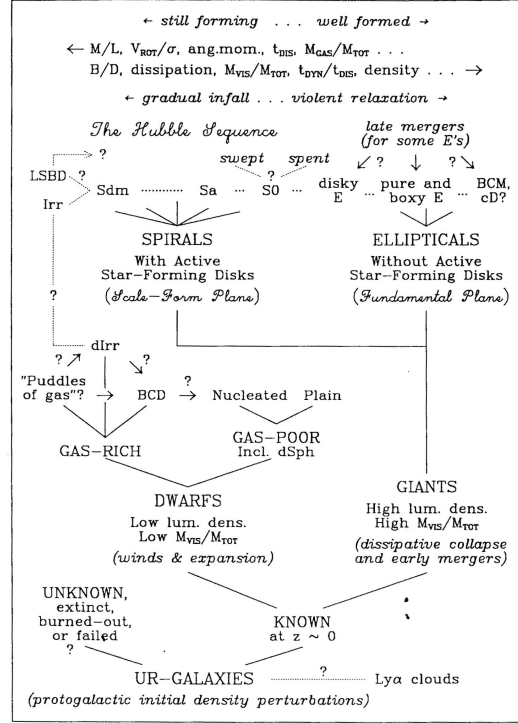 ← still forming . . . well formed →
← M/L, V_ROT/σ, ang.mom., t_DIS, M_GAS/M_TOT . . .
B/D, dissipation, M_VIS/M_TOT, t_DYN/t_DIS, density . . . →
← gradual infall . . . violent relaxation →
The Hubble Sequence
late mergers
(for some E's)
?
swept spent
?
↙ ? ↓ ? ↘
LSBD ?
Irr
Sdm ........... Sa ... S0 ... disky E ... pure and boxy E ... BCM, cD?
SPIRALS
With Active
Star-Forming Disks
(Scale-Form Plane)
ELLIPTICALS
Without Active
Star-Forming Disks
(Fundamental Plane)
?
dIrr
? ↗ ↘ ?
"Puddles
of gas"? → BCD ? → Nucleated Plain
GAS-RICH
GAS-POOR
Incl. dSph
DWARFS
Low lum. dens.
Low M_VIS/M_TOT
(winds & expansion)
GIANTS
High lum. dens.
High M_VIS/M_TOT
(dissipative collapse
and early mergers)
UNKNOWN,
extinct,
burned-out,
or failed
?
KNOWN
at z ~ 0
UR-GALAXIES ........ ? ........ Lyα clouds
(protogalactic initial density perturbations)